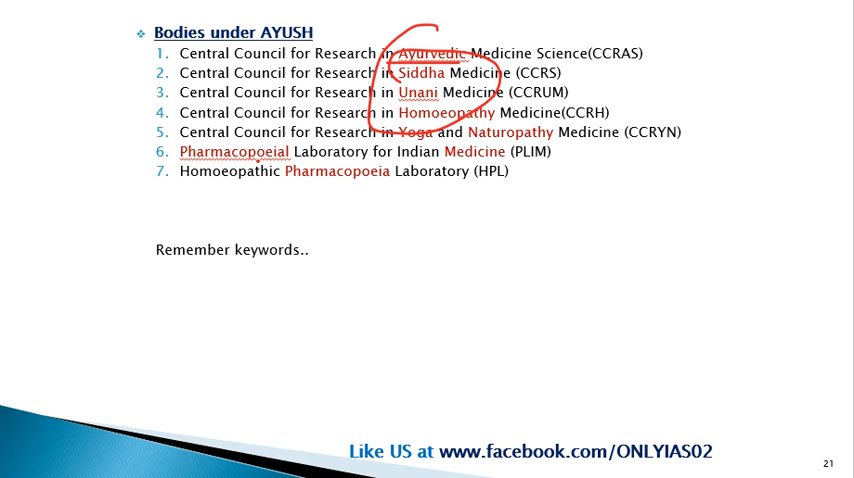 ❖ Bodies under AYUSH
1. Central Council for Research in Ayurvedic Medicine Science(CCRAS)
2. Central Council for Research in Siddha Medicine (CCRS)
3. Central Council for Research in Unani Medicine (CCRUM)
4. Central Council for Research in Homoeopathy Medicine(CCRH)
5. Central Council for Research in Yoga and Naturopathy Medicine (CCRYN)
6. Pharmacopoeial Laboratory for Indian Medicine (PLIM)
7. Homoeopathic Pharmacopoeia Laboratory (HPL)
Remember keywords..
Like US at www.facebook.com/ONLYIAS02
21